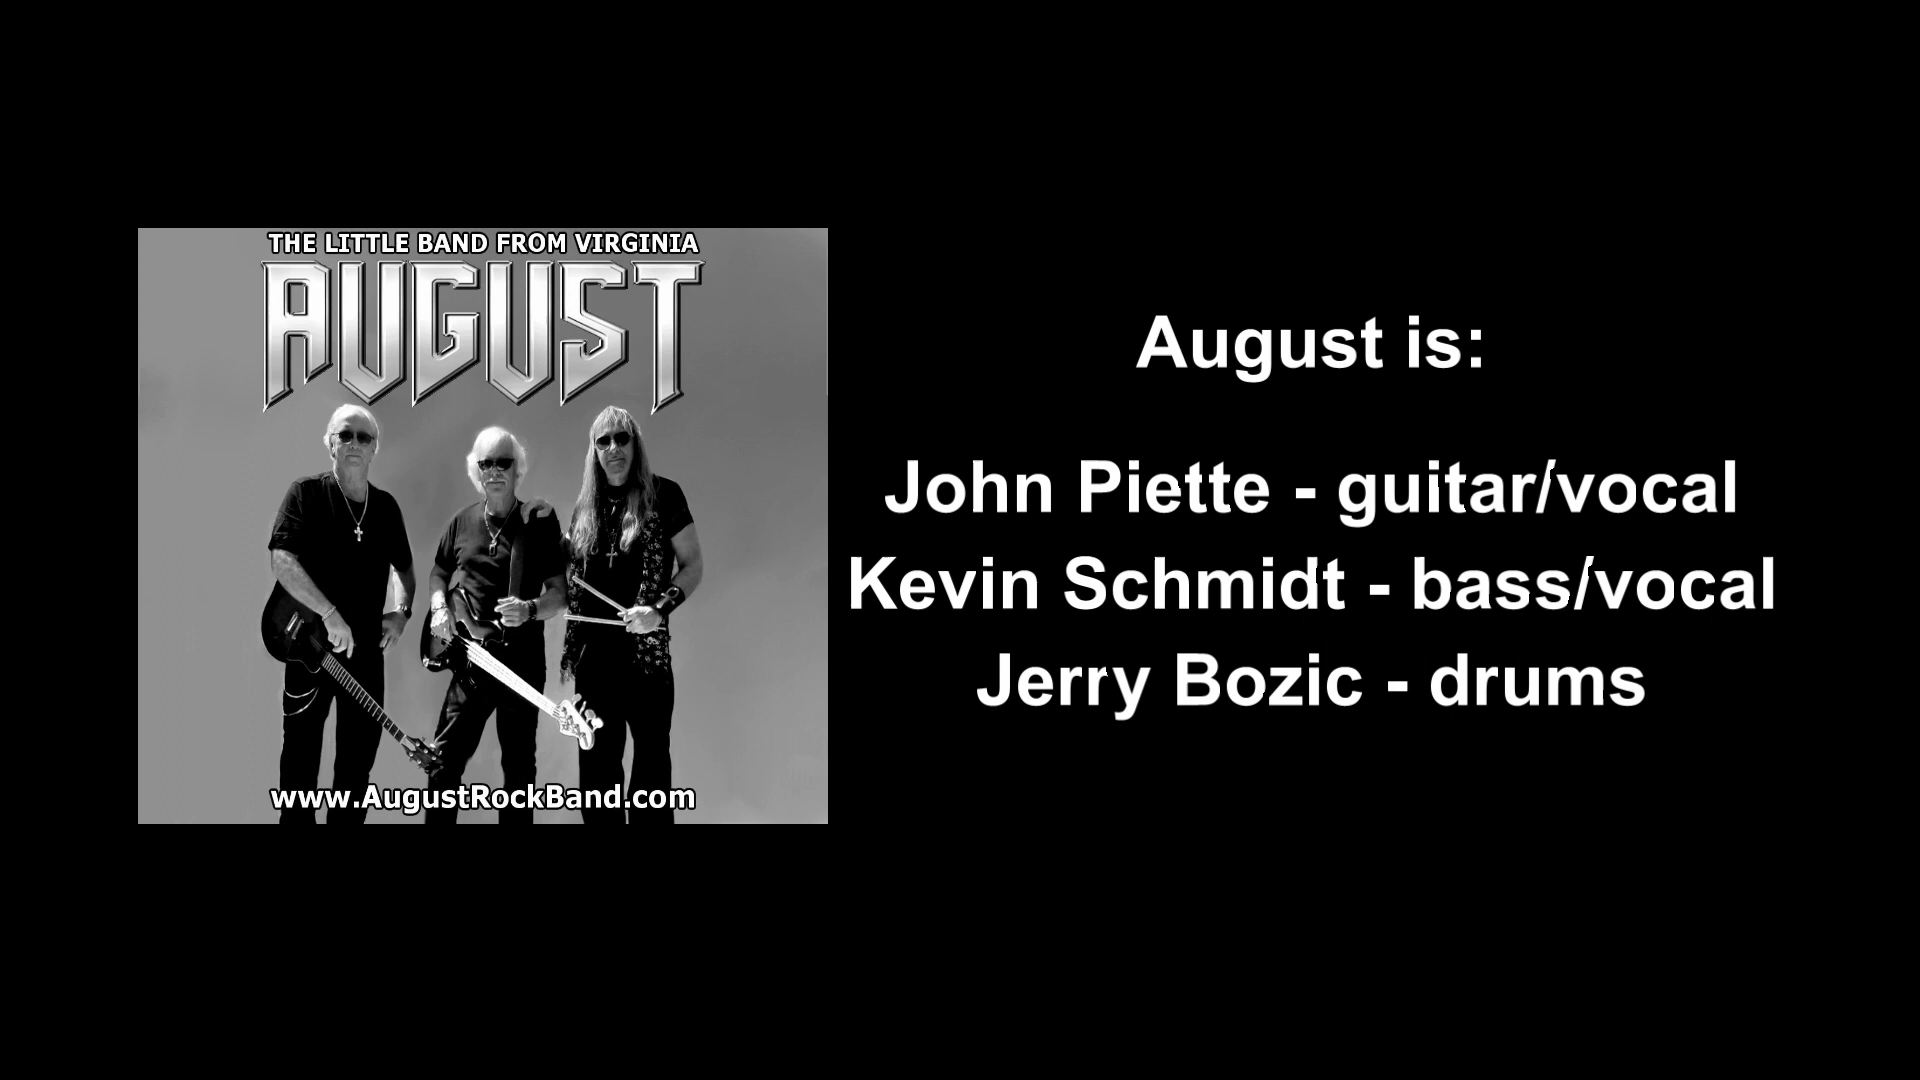 THE LITTLE BAND FROM VIRGINIA
AUGUST
www.AugustRockBand.com
August is:
John Piette - guitar/vocal
Kevin Schmidt - bass/vocal
Jerry Bozic - drums